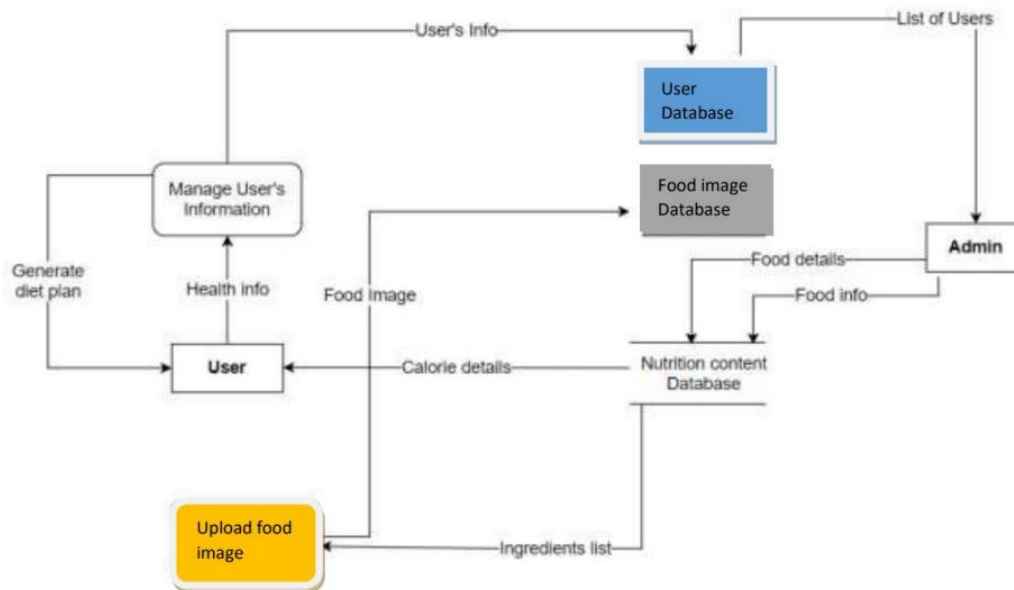 User's Info
List of Users
User
Database
Manage User's
Information
Food image
Database
Admin
Generate
diet plan
Health info
Food Image
Food details
Food info
User
Calorie details
Nutrition content
Database
Upload food
image
Ingredients list